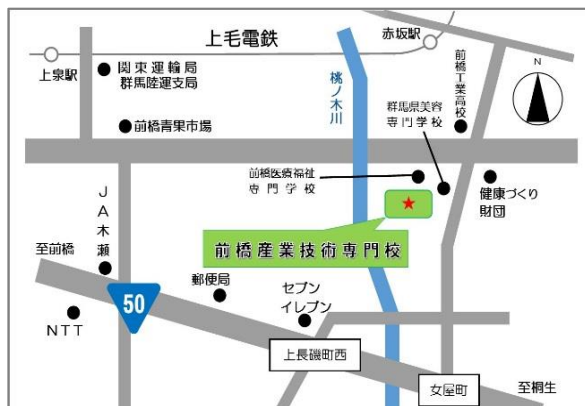 上毛電鉄
赤坂駅
上泉駅
関東運輸局
群馬陸運支局
前橋青果市場
桃ノ木川
前橋工業高校
群馬県美容
専門学校
前橋医療福祉
専門学校
健康づくり
財団
JA木瀬
至前橋
前橋産業技術専門校
郵便局
セブン
イレブン
50
NTT
上長磯町西
女屋町
至桐生
N